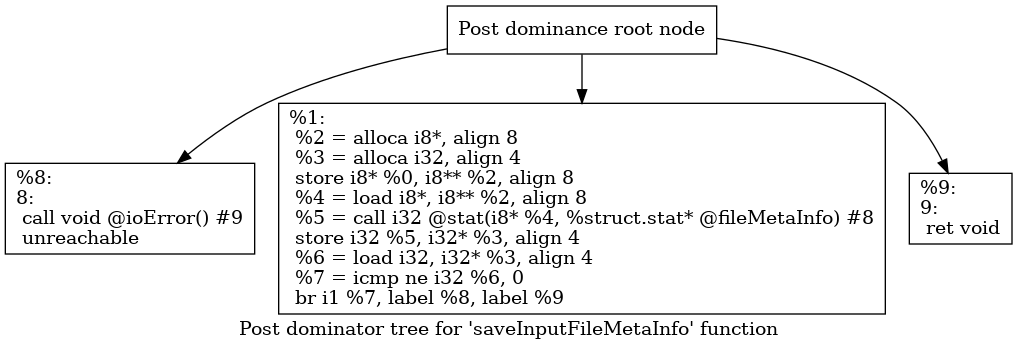 Post dominance root node
%8:
8:
call void @ioError() #9
unreachable
%1:
%2 = alloca i8*, align 8
%3 = alloca i32, align 4
store i8* %0, i8** %2, align 8
%4 = load i8*, i8** %2, align 8
%5 = call i32 @stat(i8* %4, %struct.stat* @fileMetaInfo) #8
store i32 %5, i32* %3, align 4
%6 = load i32, i32* %3, align 4
%7 = icmp ne i32 %6, 0
br i1 %7, label %8, label %9
%9:
9:
ret void
Post dominator tree for 'saveInputFileMetaInfo' function